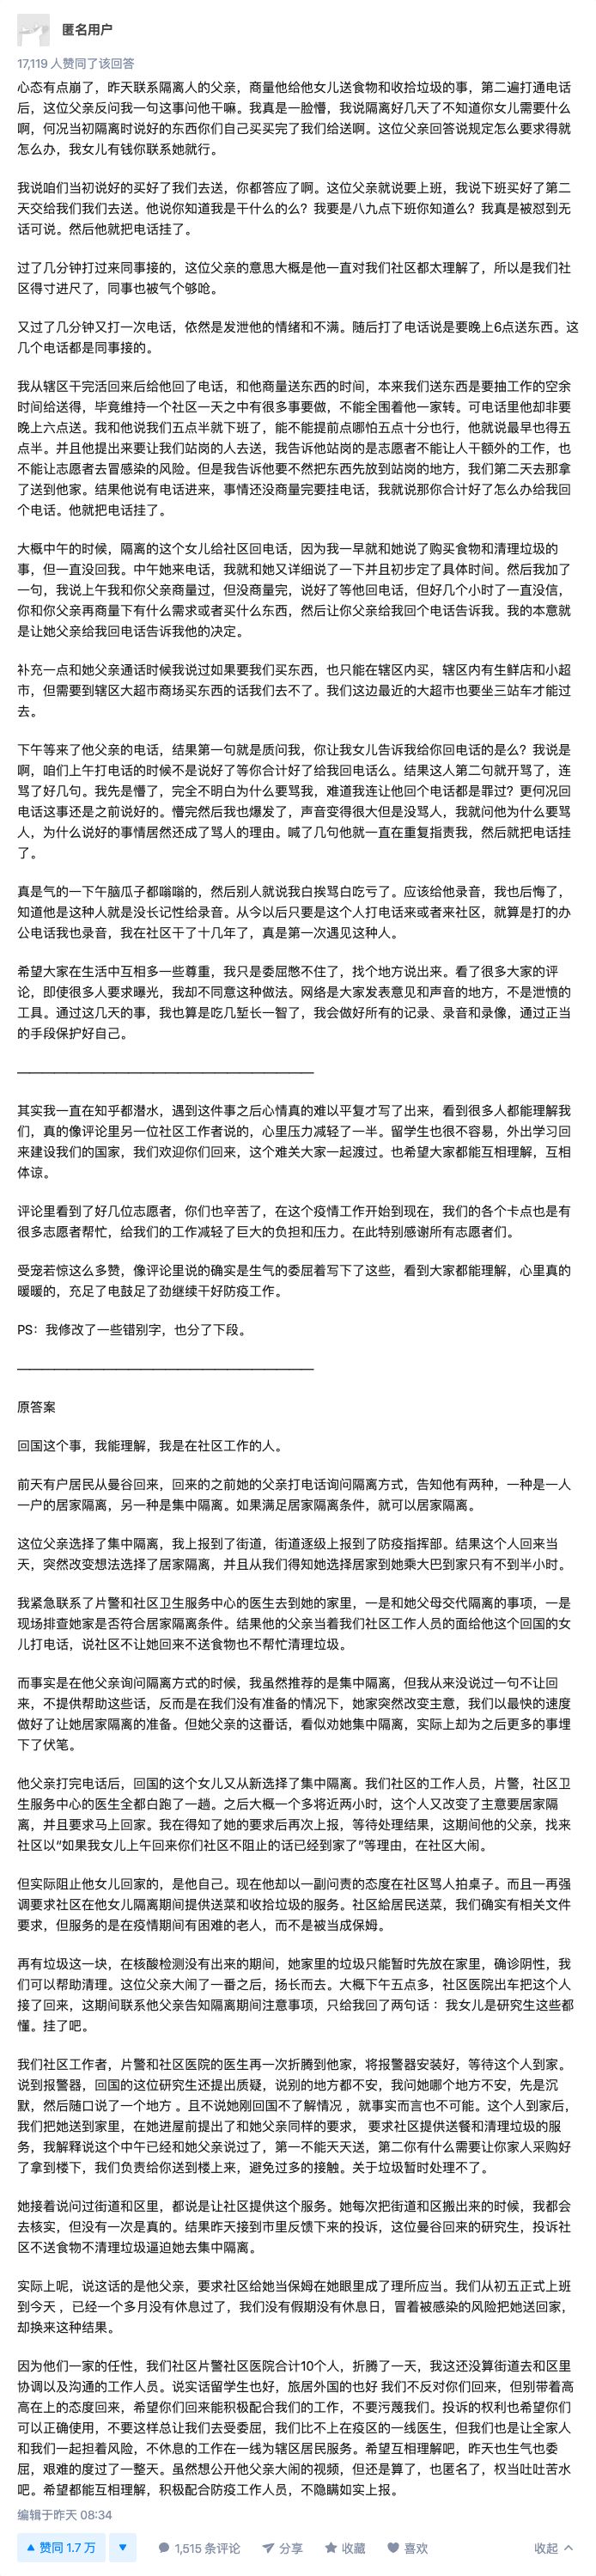 匿名用户
17,119 人赞同了该回答
心态有点崩了，昨天联系隔离人的父亲，商量他给他女儿送食物和收拾垃圾的事，第二遍打通电话
后，这位父亲反问我一句这事问他干嘛。我真是一脸懵，我说隔离好几天了不知道你女儿需要什么
啊，何况当初隔离时说好的东西你们自己买买完了我们给送啊。这位父亲回答说规定怎么要求得就
怎么办，我女儿有钱你联系她就行。
我说咱们当初说好的买好了我们去送，你都答应了啊。这位父亲就说要上班，我说下班买好了第二
天交给我们我们去送。他说你知道我是干什么的么？我要是八九点下班你知道么？我真是被怼到无
话可说。然后他就把电话挂了。
过了几分钟打过来同事接的，这位父亲的意思大概是他一直对我们社区都太理解了，所以是我们社
区得寸进尺了，同事也被气个够呛。
又过了几分钟又打一次电话，依然是发泄他的情绪和不满。随后打了电话说是要晚上6点送东西。这
几个电话都是同事接的。
我从辖区干完活回来后给他回了电话，和他商量送东西的时间，本来我们送东西是要抽工作的空余
时间给送得，毕竟维持一个社区一天之中有很多事要做，不能全围着他一家转。可电话里他却非要
晚上六点送。我和他说我们五点半就下班了，能不能提前点哪怕五点十分也行，他就说最早也得五
点半。并且他提出来要让我们站岗的人去送，我告诉他站岗的是志愿者不能让人干额外的工作，也
不能让志愿者去冒感染的风险。但是我告诉他要不然把东西先放到站岗的地方，我们第二天去那拿
了送到他家。结果他说有电话进来，事情还没商量完要挂电话，我就说那你合计好了怎么办给我回
个电话。他就把电话挂了。
大概中午的时候，隔离的这个女儿给社区回电话，因为我一早就和她说了购买食物和清理垃圾的
事，但一直没回我。中午她来电话，我就和她又详细说了一下并且初步定了具体时间。然后我加了
一句，我说上午我和你父亲商量过，但没商量完，说好了等他回电话，但好几个小时了一直没信，
你和你父亲再商量下有什么需求或者买什么东西，然后让你父亲给我回个电话告诉我。我的本意就
是让她父亲给我回电话告诉我他的决定。
补充一点和她父亲通话时候我说过如果要我们买东西，也只能在辖区内买，辖区内有生鲜店和小超
市，但需要到辖区大超市商场买东西的话我们去不了。我们这边最近的大超市也要坐三站车才能过
去。
下午等来了他父亲的电话，结果第一句就是质问我，你让我女儿告诉我给你回电话的是么？我说是
啊，咱们上午打电话的时候不是说好了等你合计好了给我回电话么。结果这人第二句就开骂了，连
骂了好几句。我先是懵了，完全不明白为什么要骂我，难道我连让他回个电话都是罪过？更何况回
电话这事还是之前说好的。懵完然后我也爆发了，声音变得很大但是没骂人，我就问他为什么要骂
人，为什么说好的事情居然还成了骂人的理由。喊了几句他就一直在重复指责我，然后就把电话挂
了。
真是气的一下午脑瓜子都嗡嗡的，然后别人就说我白挨骂白吃亏了。应该给他录音，我也后悔了，
知道他是这种人就是没长记性给录音。从今以后只要是这个人打电话来或者来社区，就算是打的办
公电话我也录音，我在社区干了十几年了，真是第一次遇见这种人。
希望大家在生活中互相多一些尊重，我只是委屈憋不住了，找个地方说出来。看了很多大家的评
论，即使很多人要求曝光，我却不同意这种做法。网络是大家发表意见和声音的地方，不是泄愤的
工具。通过这几天的事，我也算是吃几堑长一智了，我会做好所有的记录、录音和录像，通过正当
的手段保护好自己。
————————————————————————
其实我一直在知乎都潜水，遇到这件事之后心情真的难以平复才写了出来，看到很多人都能理解我
们，真的像评论里另一位社区工作者说的，心里压力减轻了一半。留学生也很不容易，外出学习回
来建设我们的国家，我们欢迎你们回来，这个难关大家一起渡过。也希望大家都能互相理解，互相
体谅。
评论里看到了好几位志愿者，你们也辛苦了，在这个疫情工作开始到现在，我们的各个卡点也是有
很多志愿者帮忙，给我们的工作减轻了巨大的负担和压力。在此特别感谢所有志愿者们。
受宠若惊这么多赞，像评论里说的确实是生气的委屈着写下了这些，看到大家都能理解，心里真的
暖暖的，充足了电鼓足了劲继续干好防疫工作。
PS：我修改了一些错别字，也分了下段。
————————————————————————
原答案
回国这个事，我能理解，我是在社区工作的人。
前天有户居民从曼谷回来，回来的之前她的父亲打电话询问隔离方式，告知他有两种，一种是一人
一户的居家隔离，另一种是集中隔离。如果满足居家隔离条件，就可以居家隔离。
这位父亲选择了集中隔离，我上报到了街道，街道逐级上报到了防疫指挥部。结果这个人回来当
天，突然改变想法选择了居家隔离，并且从我们得知她选择居家到她乘大巴到家只有不到半小时。
我紧急联系了片警和社区卫生服务中心的医生去到她的家里，一是和她父母交代隔离的事项，一是
现场排查她家是否符合居家隔离条件。结果他的父亲当着我们社区工作人员的面给他这个回国的女
儿打电话，说社区不让她回来不送食物也不帮忙清理垃圾。
而事实是在他父亲询问隔离方式的时候，我虽然推荐的是集中隔离，但我从来没说过一句不让回
来，不提供帮助这些话，反而是在我们没有准备的情况下，她家突然改变主意，我们以最快的速度
做好了让她居家隔离的准备。但她父亲的这番话，看似劝她集中隔离，实际上却为之后更多的事埋
下了伏笔。
他父亲打完电话后，回国的这个女儿又从新选择了集中隔离。我们社区的工作人员，片警，社区卫
生服务中心的医生全都白跑了一趟。之后大概一个多将近两小时，这个人又改变了主意要居家隔
离，并且要求马上回家。我在得知了她的要求后再次上报，等待处理结果，这期间他的父亲，找来
社区以“如果我女儿上午回来你们社区不阻止的话已经到家了”等理由，在社区大闹。
但实际阻止他女儿回家的，是他自己。现在他却以一副问责的态度在社区骂人拍桌子。而且一再强
调要求社区在他女儿隔离期间提供送菜和收拾垃圾的服务。社区給居民送菜，我们确实有相关文件
要求，但服务的是在疫情期间有困难的老人，而不是被当成保姆。
再有垃圾这一块，在核酸检测没有出来的期间，她家里的垃圾只能暂时先放在家里，确诊阴性，我
们可以帮助清理。这位父亲大闹了一番之后，扬长而去。大概下午五点多，社区医院出车把这个人
接了回来，这期间联系他父亲告知隔离期间注意事项，只给我回了两句话 ：我女儿是研究生这些都
懂。挂了吧。
我们社区工作者，片警和社区医院的医生再一次折腾到他家，将报警器安装好，等待这个人到家。
说到报警器，回国的这位研究生还提出质疑，说别的地方都不安，我问她哪个地方不安，先是沉
默，然后随口说了一个地方 。且不说她刚回国不了解情况 ，就事实而言也不可能。这个人到家后，
我们把她送到家里，在她进屋前提出了和她父亲同样的要求， 要求社区提供送餐和清理垃圾的服
务，我解释说这个中午已经和她父亲说过了，第一不能天天送，第二你有什么需要让你家人采购好
了拿到楼下，我们负责给你送到楼上来，避免过多的接触。关于垃圾暂时处理不了。
她接着说问过街道和区里，都说是让社区提供这个服务。她每次把街道和区搬出来的时候，我都会
去核实，但没有一次是真的。结果昨天接到市里反馈下来的投诉，这位曼谷回来的研究生，投诉社
区不送食物不清理垃圾逼迫她去集中隔离。
实际上呢，说这话的是他父亲，要求社区给她当保姆在她眼里成了理所应当。我们从初五正式上班
到今天 ，已经一个多月没有休息过了，我们没有假期没有休息日，冒着被感染的风险把她送回家，
却换来这种结果。
因为他们一家的任性，我们社区片警社区医院合计10个人，折腾了一天，我这还没算街道去和区里
协调以及沟通的工作人员。说实话留学生也好，旅居外国的也好 我们不反对你们回来，但别带着高
高在上的态度回来，希望你们回来能积极配合我们的工作，不要污蔑我们。投诉的权利也希望你们
可以正确使用，不要这样总让我们去受委屈，我们比不上在疫区的一线医生，但我们也是让全家人
和我们一起担着风险，不休息的工作在一线为辖区居民服务。希望互相理解吧，昨天也生气也委
屈，艰难的度过了一整天。虽然想公开他父亲大闹的视频，但还是算了，也匿名了，权当吐吐苦水
吧。希望都能互相理解，积极配合防疫工作人员，不隐瞒如实上报。
编辑于昨天 08:34
赞同 1.7 万 1,515 条评论 分享 收藏 喜欢 收起